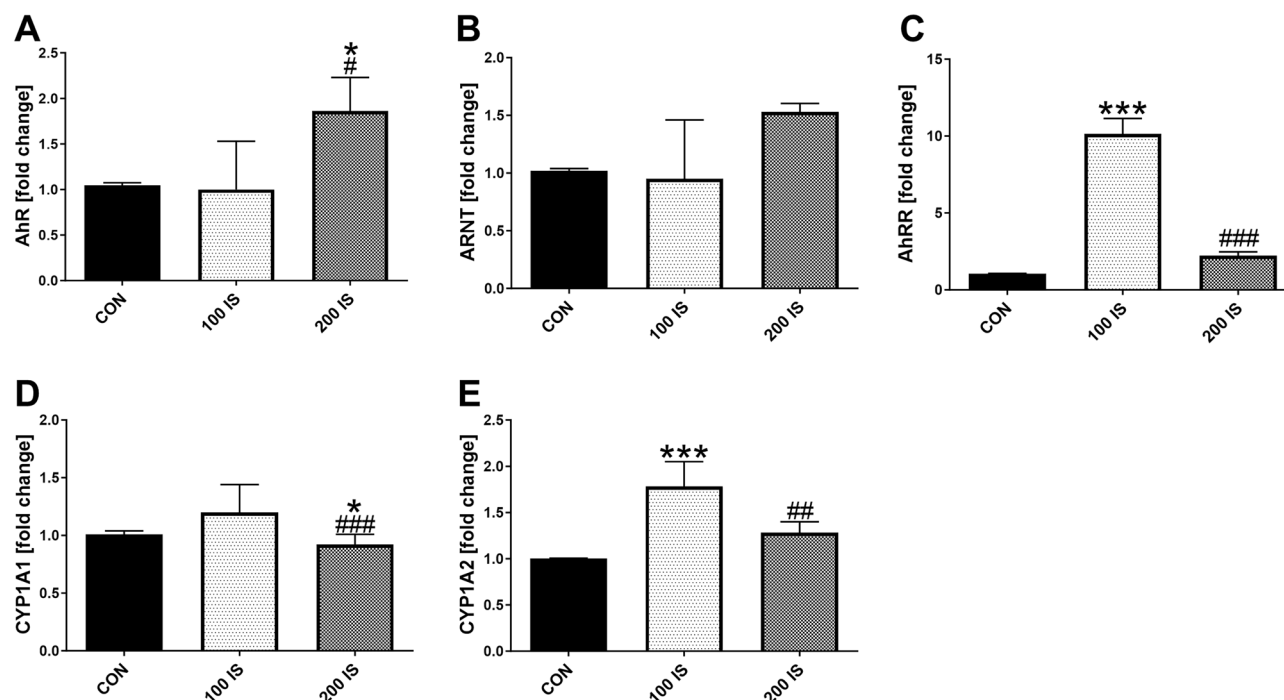 A
AhR [fold change]
2.5
2.0
1.5
1.0
0.5
0.0
*
#
CON
100 IS
200 IS
B
ARNT [fold change]
2.0
1.5
1.0
0.5
0.0
CON
100 IS
200 IS
C
AhRR [fold change]
15
10
5
0
***
###
CON
100 IS
200 IS
D
CYP1A1 [fold change]
2.0
1.5
1.0
0.5
0.0
*
###
CON
100 IS
200 IS
E
CYP1A2 [fold change]
2.5
2.0
1.5
1.0
0.5
0.0
***
##
CON
100 IS
200 IS